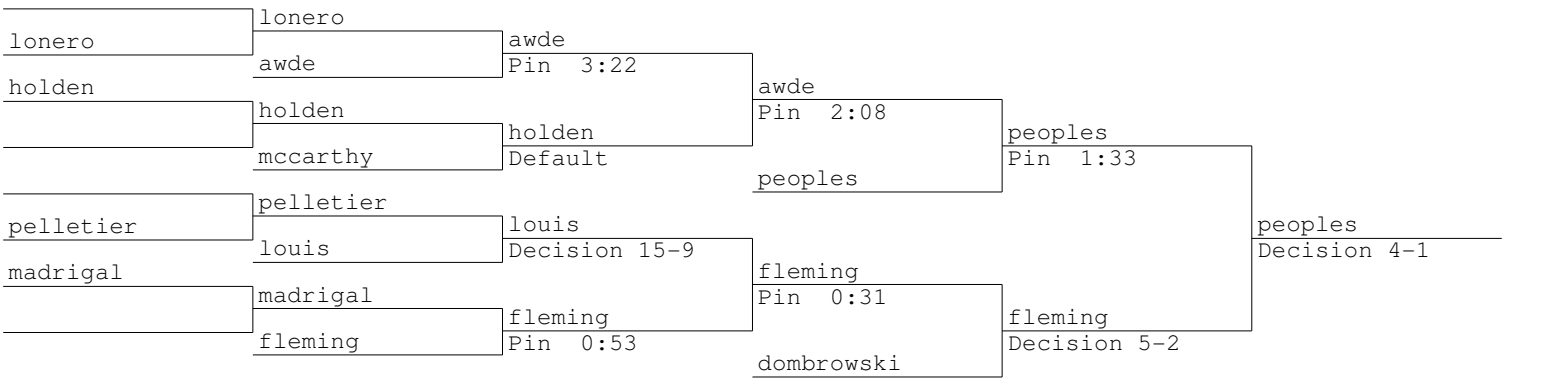 lonero
lonero
awde
awde
Pin 3:22
holden
awde
holden
Pin 2:08
holden
peoples
mccarthy
Default
Pin 1:33
peoples
pelletier
pelletier
louis
peoples
louis
Decision 15-9
Decision 4-1
madrigal
fleming
madrigal
Pin 0:31
fleming
fleming
fleming
Pin 0:53
Decision 5-2
dombrowski